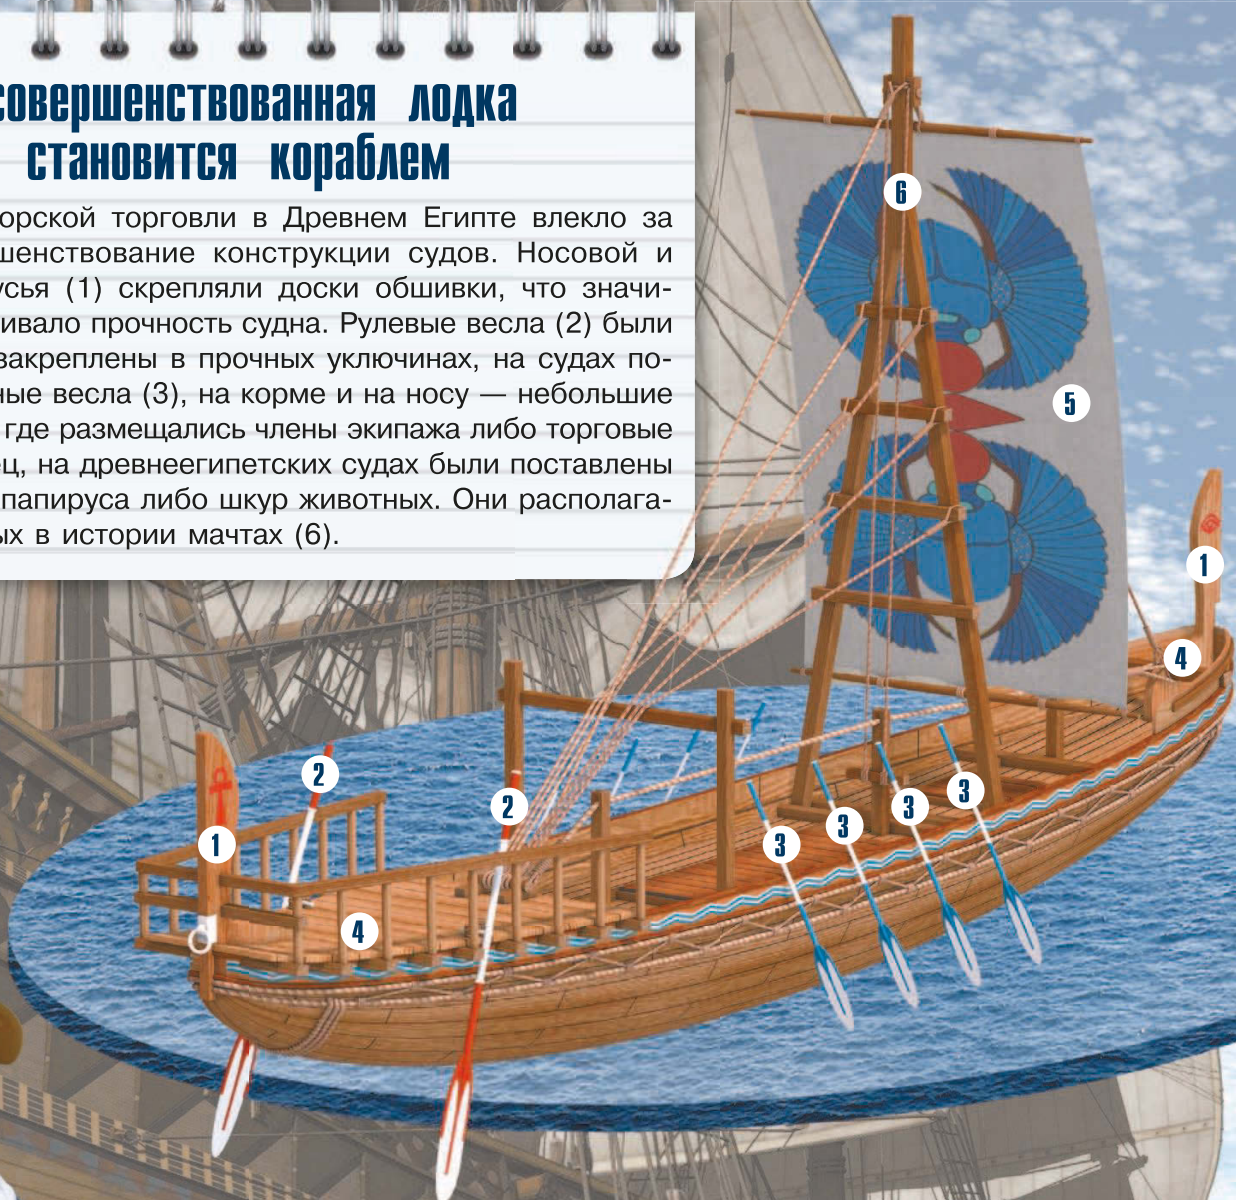 совершенствованная лодка
становится кораблем
орской торговли в Древнем Египте влекло за
шенствование конструкции судов. Носовой и
усья (1) скрепляли доски обшивки, что значи-
ивало прочность судна. Рулевые весла (2) были
закреплены в прочных уключинах, на судах по-
ные весла (3), на корме и на носу — небольшие
где размещались члены экипажа либо торговые
ец, на древнеегипетских судах были поставлены
папируса либо шкур животных. Они располага-
ых в истории мачтах (6).
6
5
1
4
2
2
3
3
3
3
1
4